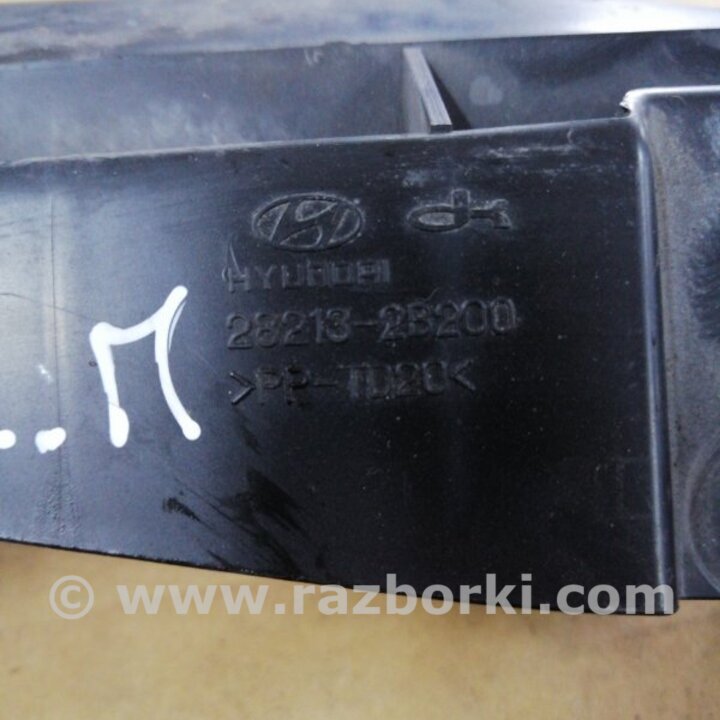 HYUNDAI
28213-2B200
>PP-TD20<
..П
© www.razborki.com